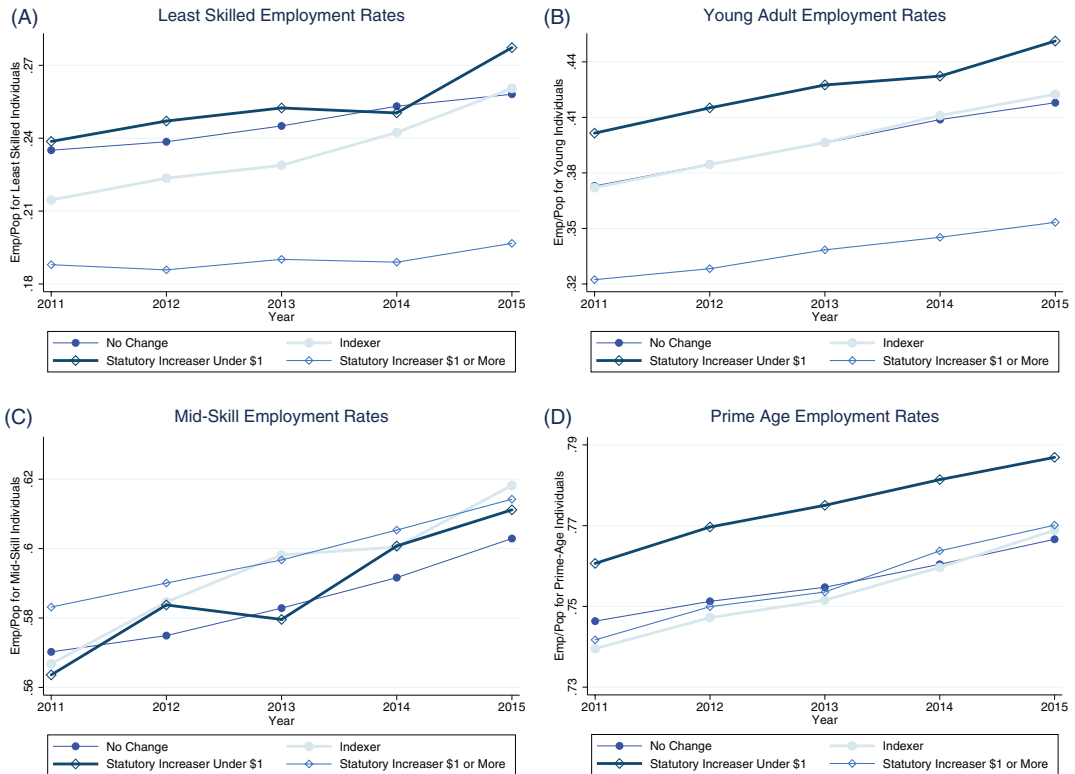 (A)
Least Skilled Employment Rates
Emp/Pop for Least Skilled Individuals
.27
.24
.21
.18
2011 2012 2013 2014 2015
Year
No Change Indexer
Statutory Increaser Under $1 Statutory Increaser $1 or More
(B)
Young Adult Employment Rates
Emp/Pop for Young Individuals
.44
.41
.38
.35
.32
2011 2012 2013 2014 2015
Year
No Change Indexer
Statutory Increaser Under $1 Statutory Increaser $1 or More
(C)
Mid-Skill Employment Rates
Emp/Pop for Mid-Skill Individuals
.62
.6
.58
.56
2011 2012 2013 2014 2015
Year
No Change Indexer
Statutory Increaser Under $1 Statutory Increaser $1 or More
(D)
Prime Age Employment Rates
Emp/Pop for Prime-Age Individuals
.79
.77
.75
.73
2011 2012 2013 2014 2015
Year
No Change Indexer
Statutory Increaser Under $1 Statutory Increaser $1 or More